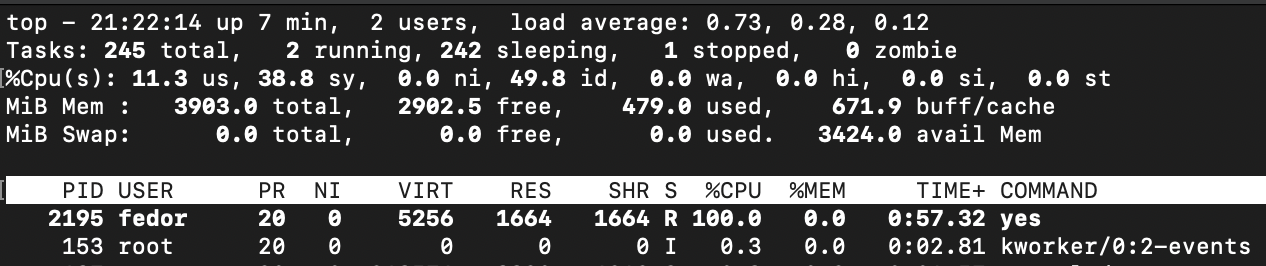 top - 21:22:14 up 7 min,  2 users,  load average: 0.73, 0.28, 0.12
Tasks: 245 total,   2 running, 242 sleeping,   1 stopped,   0 zombie
%Cpu(s): 11.3 us, 38.8 sy,  0.0 ni, 49.8 id,  0.0 wa,  0.0 hi,  0.0 si,  0.0 st
MiB Mem :   3903.0 total,   2902.5 free,    479.0 used,    671.9 buff/cache
MiB Swap:      0.0 total,      0.0 free,      0.0 used.   3424.0 avail Mem
    PID USER      PR  NI    VIRT    RES    SHR S  %CPU  %MEM     TIME+ COMMAND
   2195 fedor     20   0    5256   1664   1664 R 100.0   0.0   0:57.32 yes
    153 root      20   0       0      0      0 I   0.3   0.0   0:02.81 kworker/0:2-events